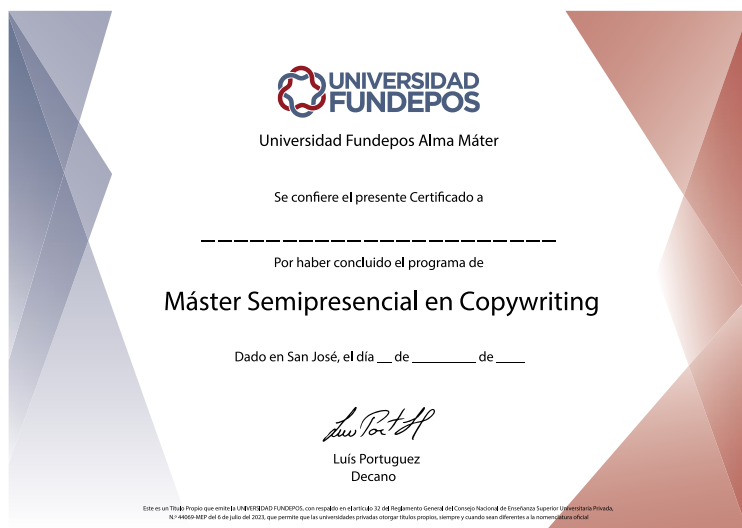 UNIVERSIDAD
FUNDEPOS
Universidad Fundepos Alma Máter
Se confiere el presente Certificado a
Por haber concluido el programa de
Máster Semipresencial en Copywriting
Dado en San José, el día __ de ________ de ____
Luís Portuguez
Decano
Este es un Título Propio que emite la UNIVERSIDAD FUNDEPOS, con respaldo en el artículo 32 del Reglamento General del Consejo Nacional de Enseñanza Superior Universitaria Privada,
N.º 44069-MEP del 6 de julio del 2023, que permite que las universidades privadas otorgar títulos propios, siempre y cuando sean diferentes a la nomenclatura oficial